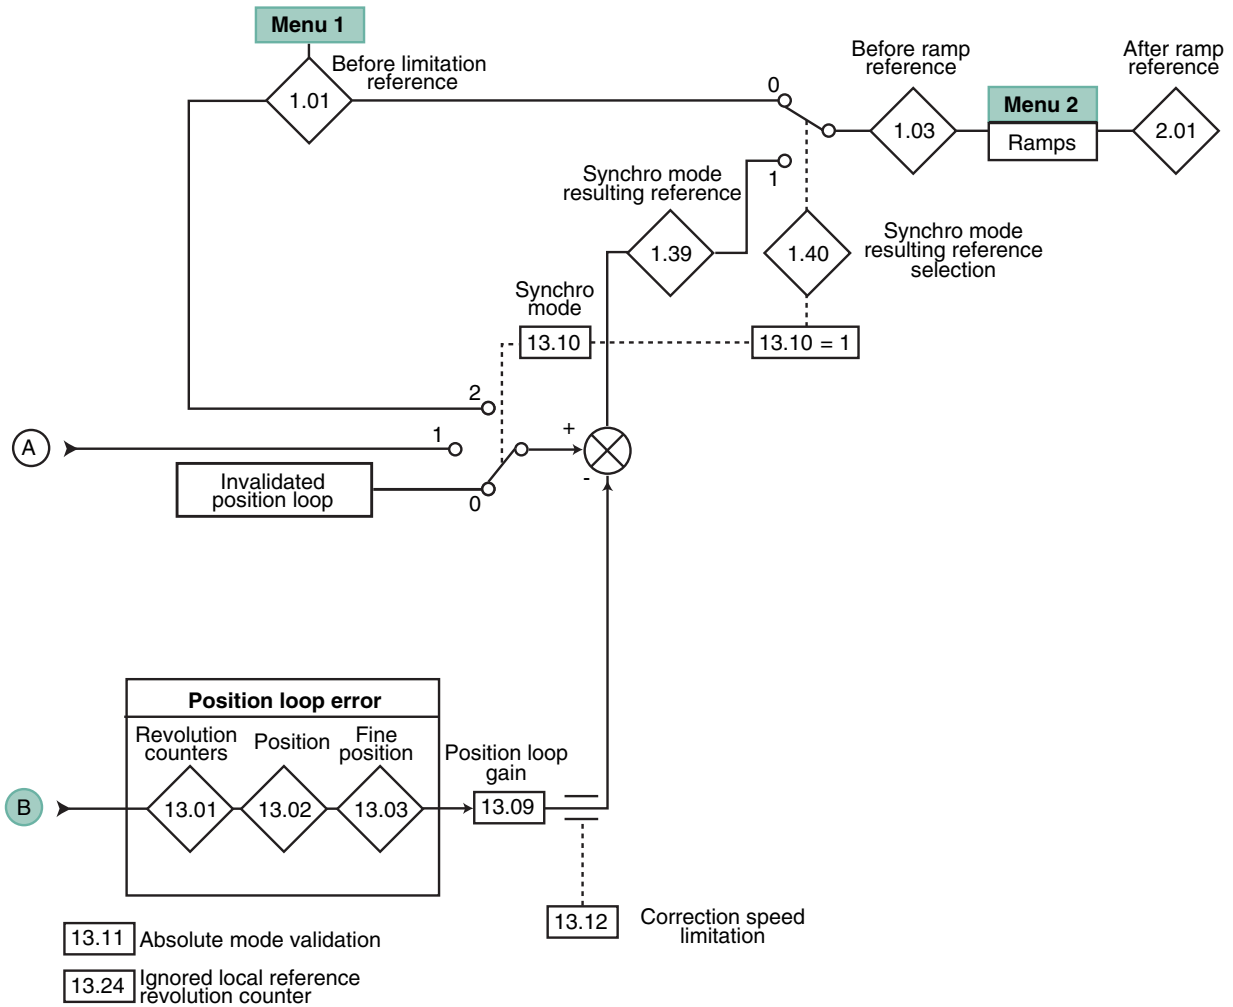 Menu 1
Before limitation
reference
1.01
0
Before ramp
reference
1.03
Menu 2
Ramps
After ramp
reference
2.01
1
Synchro mode
resulting reference
1.39
1.40
Synchro mode
resulting reference
selection
Synchro
mode
13.10
13.10 = 1
2
A
1
+
-
Invalidated
position loop
0
Position loop error
Revolution
counters
Position
Fine
position
Position loop
gain
B
13.01
13.02
13.03
13.09
13.12
Correction speed
limitation
13.11
Absolute mode validation
13.24
Ignored local reference
revolution counter